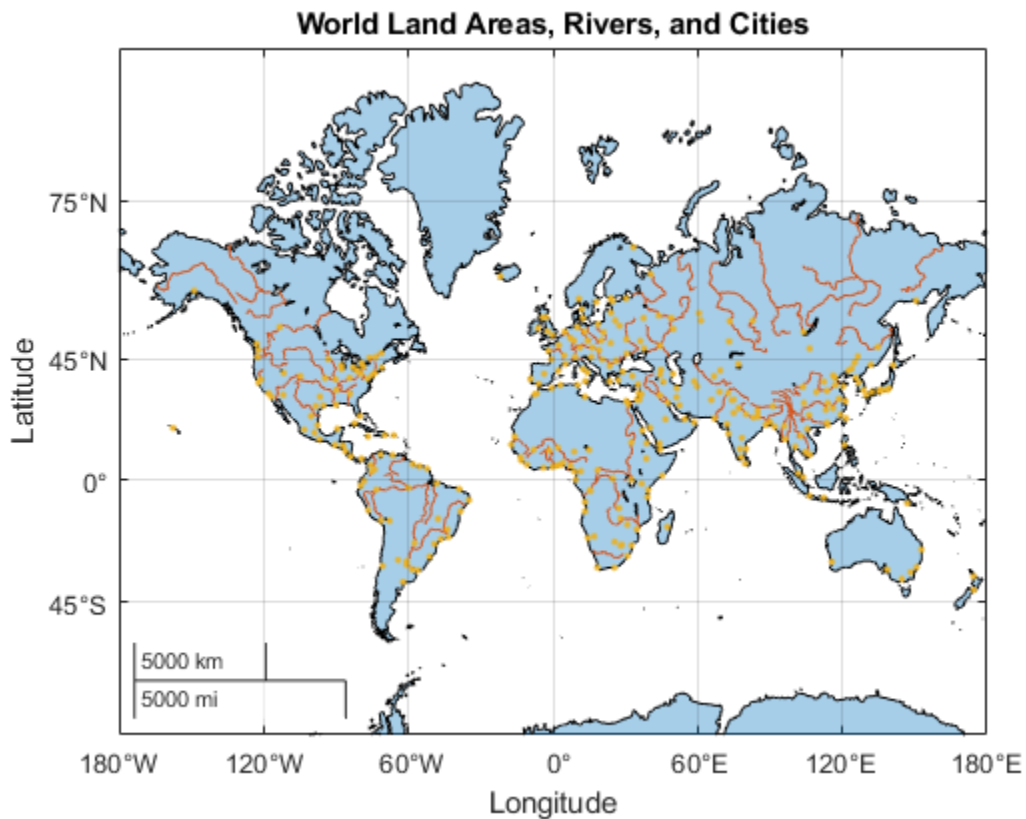 World Land Areas, Rivers, and Cities
75°N
45°N
0°
45°S
Latitude
5000 km
5000 mi
180°W
120°W
60°W
0°
60°E
120°E
180°E
Longitude